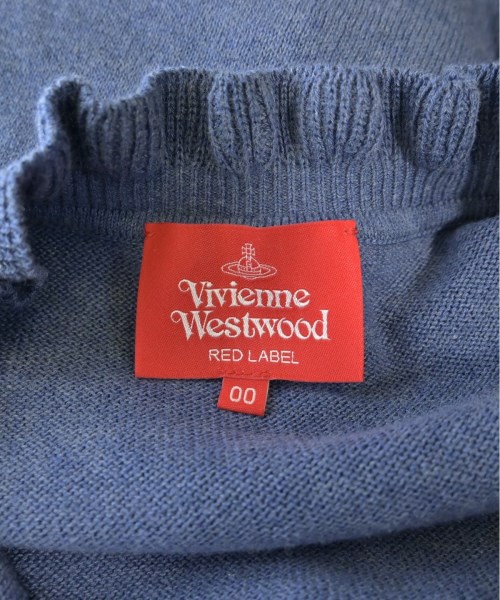 Vivienne
Westwood
RED LABEL
00